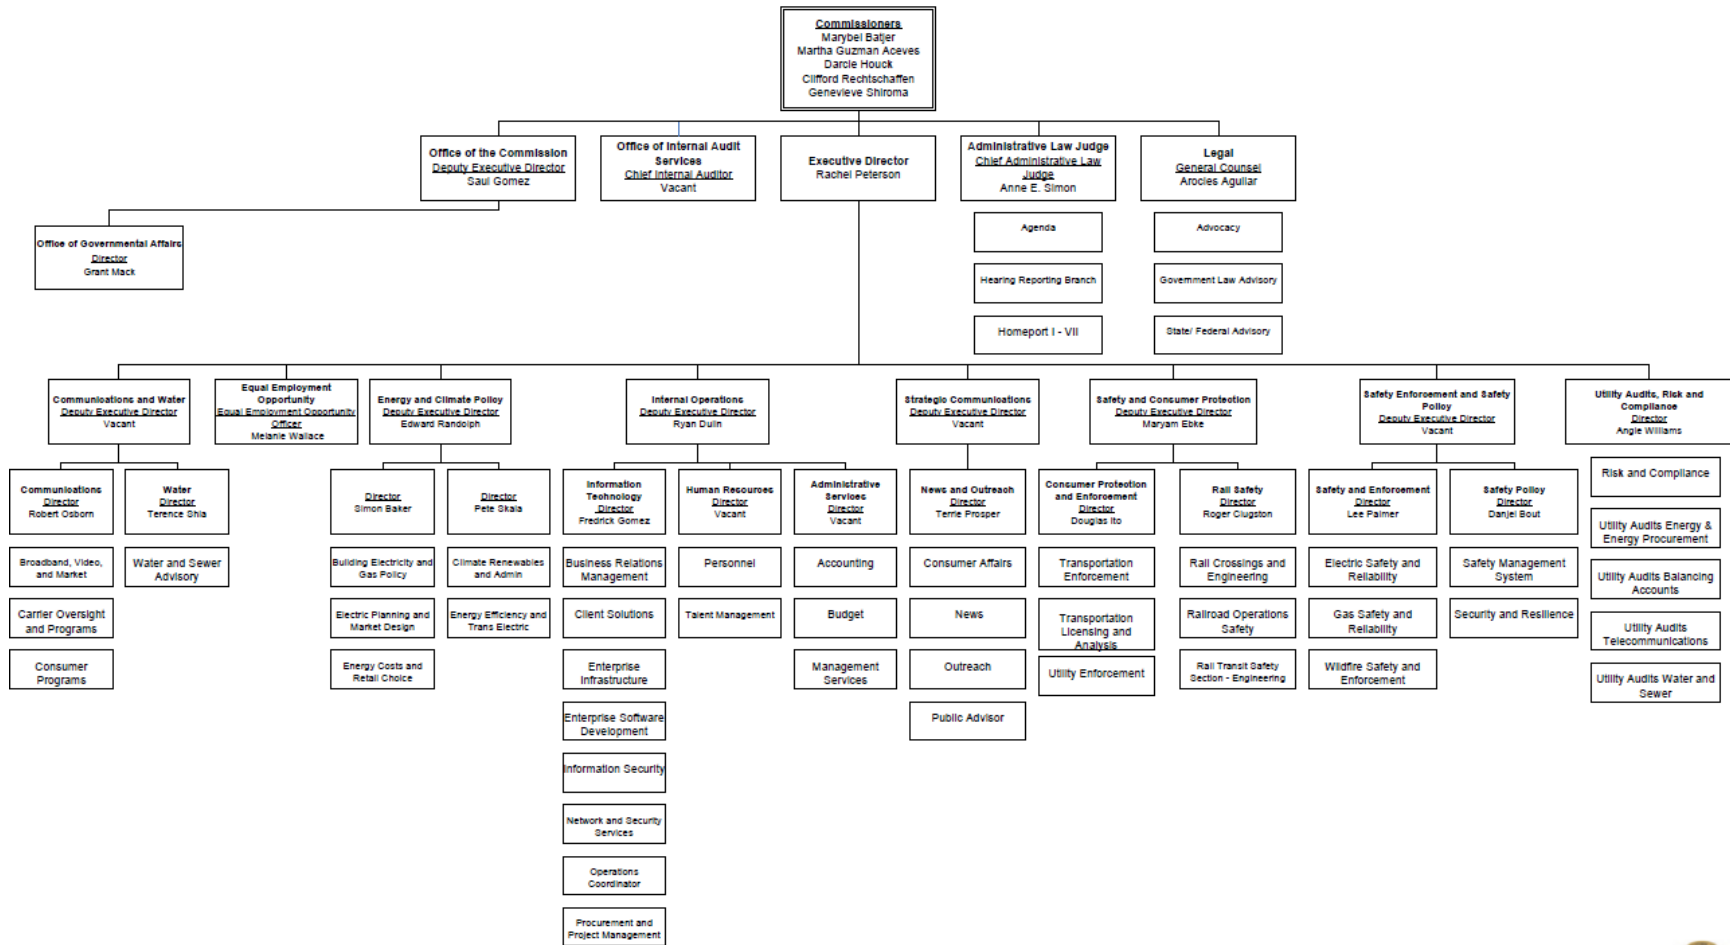 Commissioners
Marybel Batjer
Martha Guzman Aceves
Darcie Houck
Clifford Rechtschaffen
Genevieve Shiroma
Office of the Commission
Deputy Executive Director
Saul Gomez
Office of Internal Audit
Services
Chief Internal Auditor
Vacant
Executive Director
Rachel Peterson
Administrative Law Judge
Chief Administrative Law
Judge
Anne E. Simon
Legal
General Counsel
Arocles Aguilar
Office of Governmental Affairs
Director
Grant Mack
Agenda
Hearing Reporting Branch
Homeport I - VII
Advocacy
Government Law Advisory
State/ Federal Advisory
Communications and Water
Deputy Executive Director
Vacant
Equal Employment
Opportunity
Equal Employment Opportunity
Officer
Melanie Wallace
Energy and Climate Policy
Deputy Executive Director
Edward Randolph
Internal Operations
Deputy Executive Director
Ryan Dulin
Strategic Communications
Deputy Executive Director
Vacant
Safety and Consumer Protection
Deputy Executive Director
Maryam Ebke
Safety Enforcement and Safety
Policy
Deputy Executive Director
Vacant
Utility Audits, Risk and
Compliance
Director
Angie Williams
Communications
Director
Robert Osborn
Broadband, Video,
and Market
Carrier Oversight
and Programs
Consumer
Programs
Water
Director
Terence Shia
Water and Sewer
Advisory
Director
Simon Baker
Building Electricity and
Gas Policy
Electric Planning and
Market Design
Energy Costs and
Retail Choice
Director
Pete Skala
Climate Renewables
and Admin
Energy Efficiency and
Trans Electric
Information
Technology
Director
Fredrick Gomez
Business Relations
Management
Client Solutions
Enterprise
Infrastructure
Enterprise Software
Development
Information Security
Network and Security
Services
Operations
Coordinator
Procurement and
Project Management
Human Resources
Director
Vacant
Personnel
Talent Management
Administrative
Services
Director
Vacant
Accounting
Budget
Management
Services
News and Outreach
Director
Terrie Prosper
Consumer Affairs
News
Outreach
Public Advisor
Consumer Protection
and Enforcement
Director
Douglas Ito
Transportation
Enforcement
Transportation
Licensing and
Analysis
Utility Enforcement
Rail Safety
Director
Roger Clugston
Rail Crossings and
Engineering
Railroad Operations
Safety
Rail Transit Safety
Section - Engineering
Safety and Enforcement
Director
Lee Palmer
Electric Safety and
Reliability
Gas Safety and
Reliability
Wildfire Safety and
Enforcement
Safety Policy
Director
Danjel Bout
Safety Management
System
Security and Resilience
Risk and Compliance
Utility Audits Energy &
Energy Procurement
Utility Audits Balancing
Accounts
Utility Audits
Telecommunications
Utility Audits Water and
Sewer